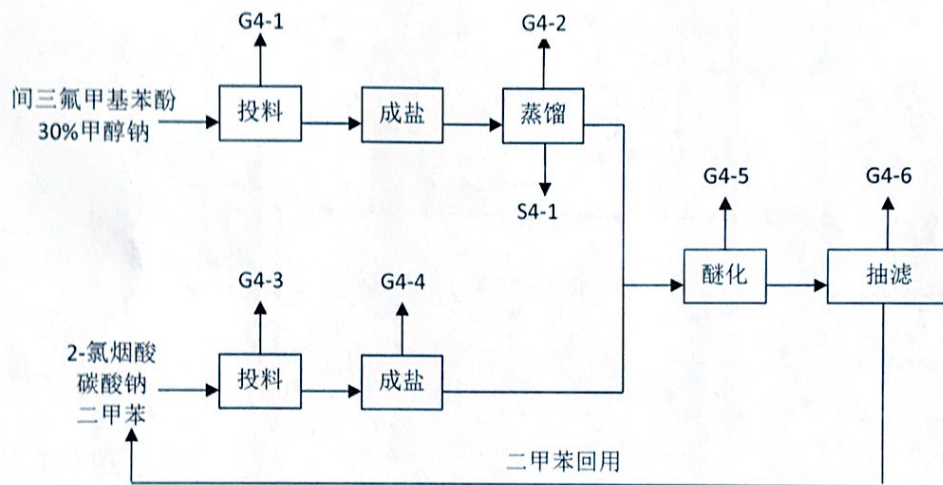 G4-1
G4-2
间三氟甲基苯酚
30%甲醇钠
投料
成盐
蒸馏
S4-1
G4-5
G4-6
醚化
抽滤
G4-3
G4-4
2-氯烟酸
碳酸钠
二甲苯
投料
成盐
二甲苯回用